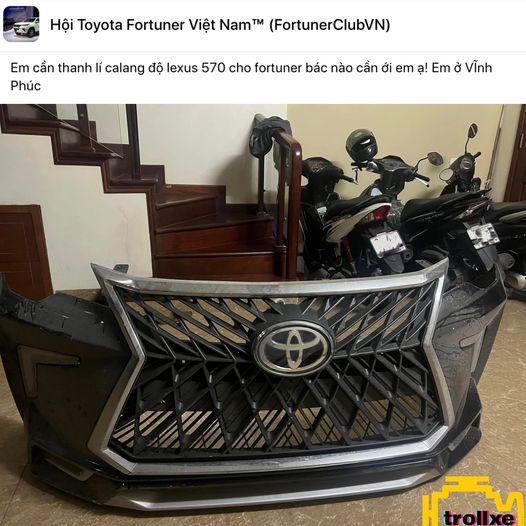 Hội Toyota Fortuner Việt Nam™ (FortunerClubVN)
Em cần thanh lí calang độ lexus 570 cho fortuner bác nào cần ới em ạ! Em ở VĨnh
Phúc
trollxe